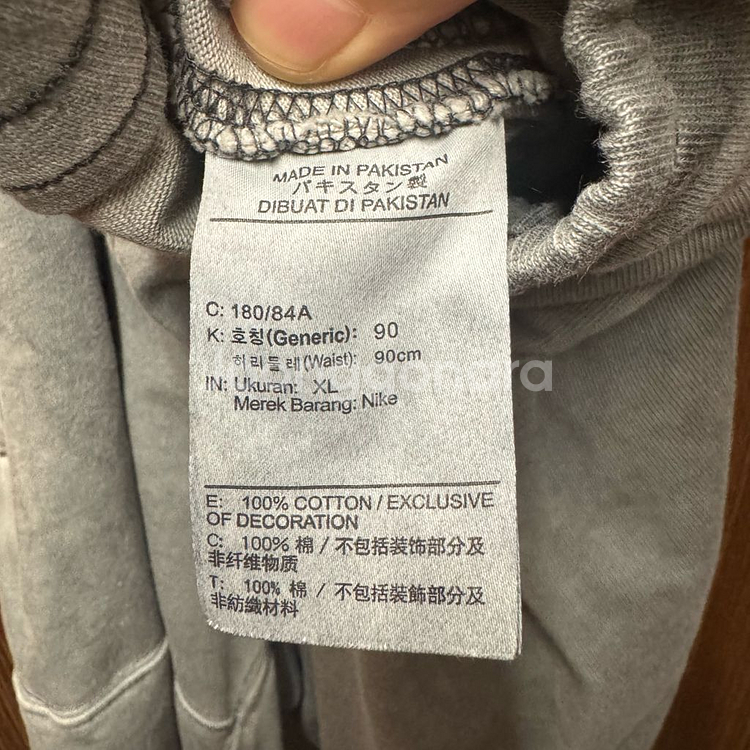 MADE IN PAKISTAN
パキスタン製
DIBUAT DI PAKISTAN
C: 180/84A
K: 호칭(Generic): 90
허리둘레(Waist): 90cm
IN: Ukuran: XL
Merek Barang: Nike
E: 100% COTTON / EXCLUSIVE
OF DECORATION
C: 100% 棉 / 不包括装饰部分及
非纤维物质
T: 100% 棉 / 不包括裝飾部分及
非紡織材料